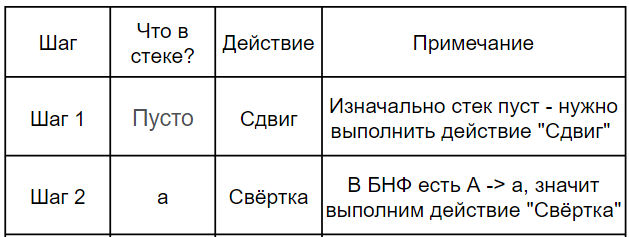 Шаг
Что в
стеке?
Действие
Примечание
Шаг 1
Пусто
Сдвиг
Изначально стек пуст - нужно
выполнить действие "Сдвиг"
Шаг 2
а
Свёртка
В БНФ есть А -> а, значит
выполним действие "Свёртка"